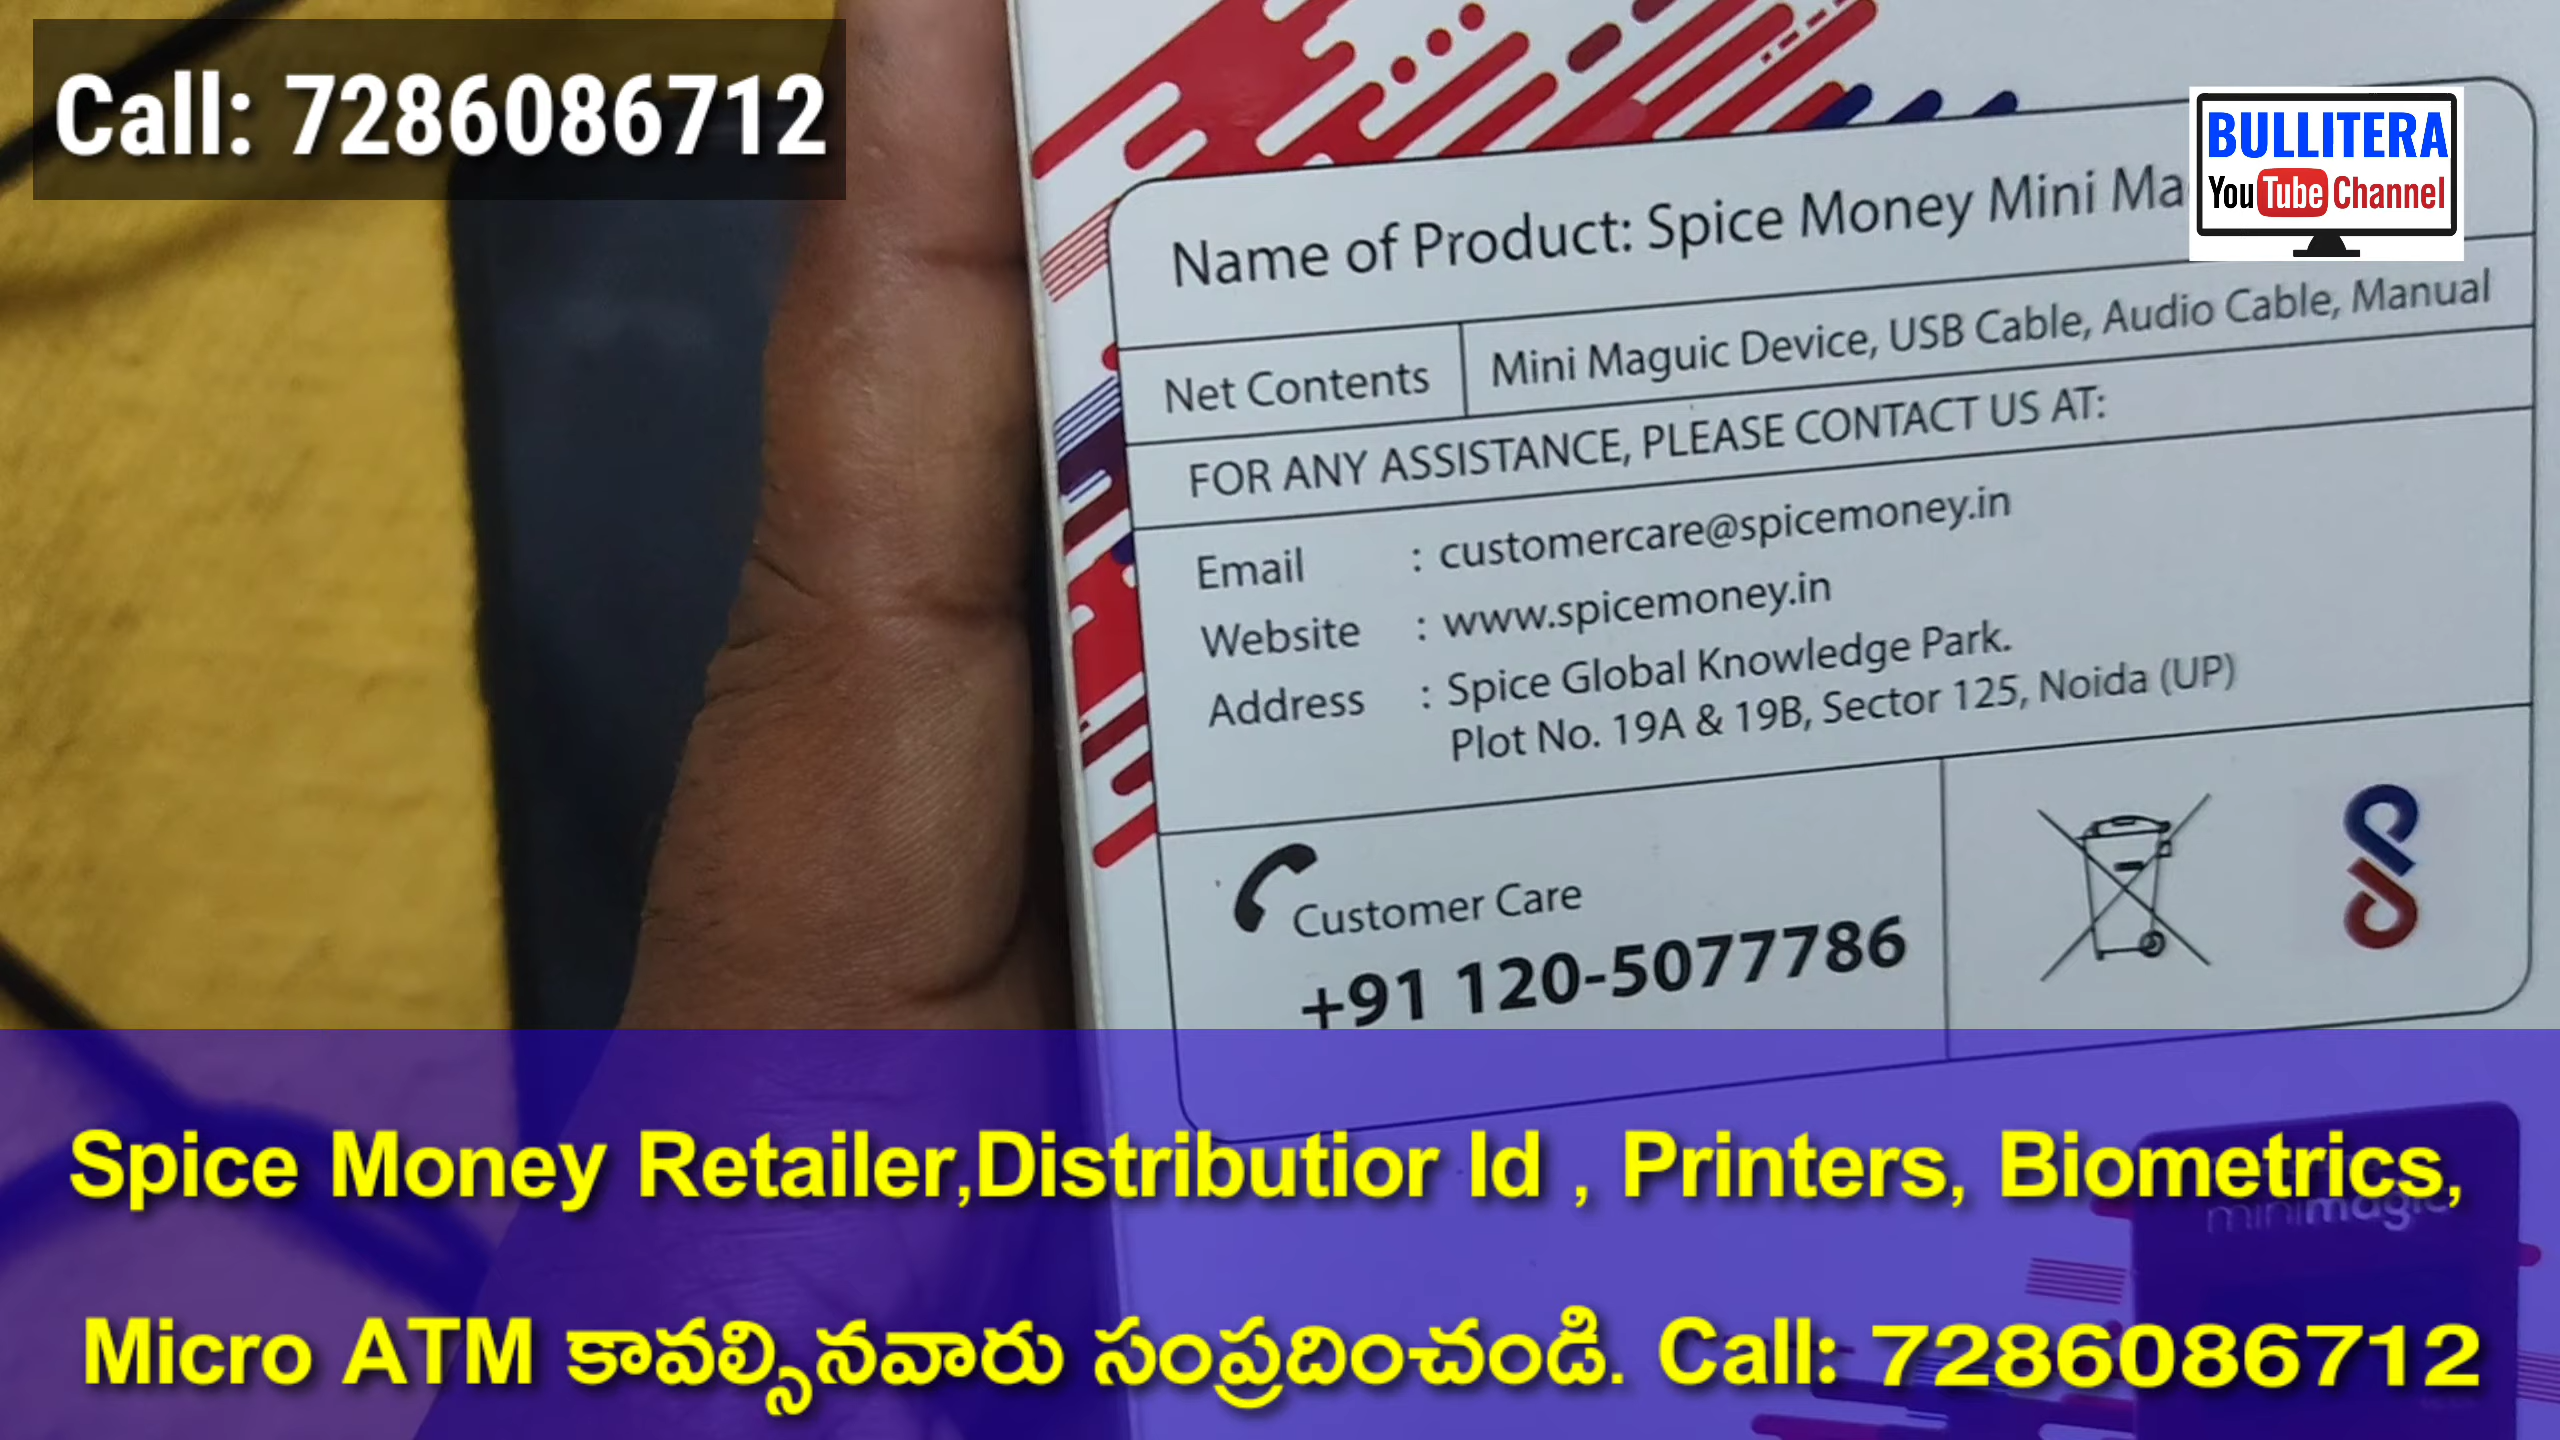 Call: 7286086712
BULLITERA
YouTube Channel
Name of Product: Spice Money Mini
Net Contents
Mini Maguic Device, USB Cable, Audio Cable, Manual
FOR ANY ASSISTANCE, PLEASE CONTACT US AT:
Email : customercare@spicemoney.in
Website : www.spicemoney.in
Address : Spice Global Knowledge Park.
Plot No. 19A & 19B, Sector 125, Noida (UP)
Customer Care
+91 120-5077786
minimagic
Spice Money Retailer,Distributior Id , Printers, Biometrics,
Micro ATM కావల్సినవారు సంప్రదించండి. Call: 7286086712